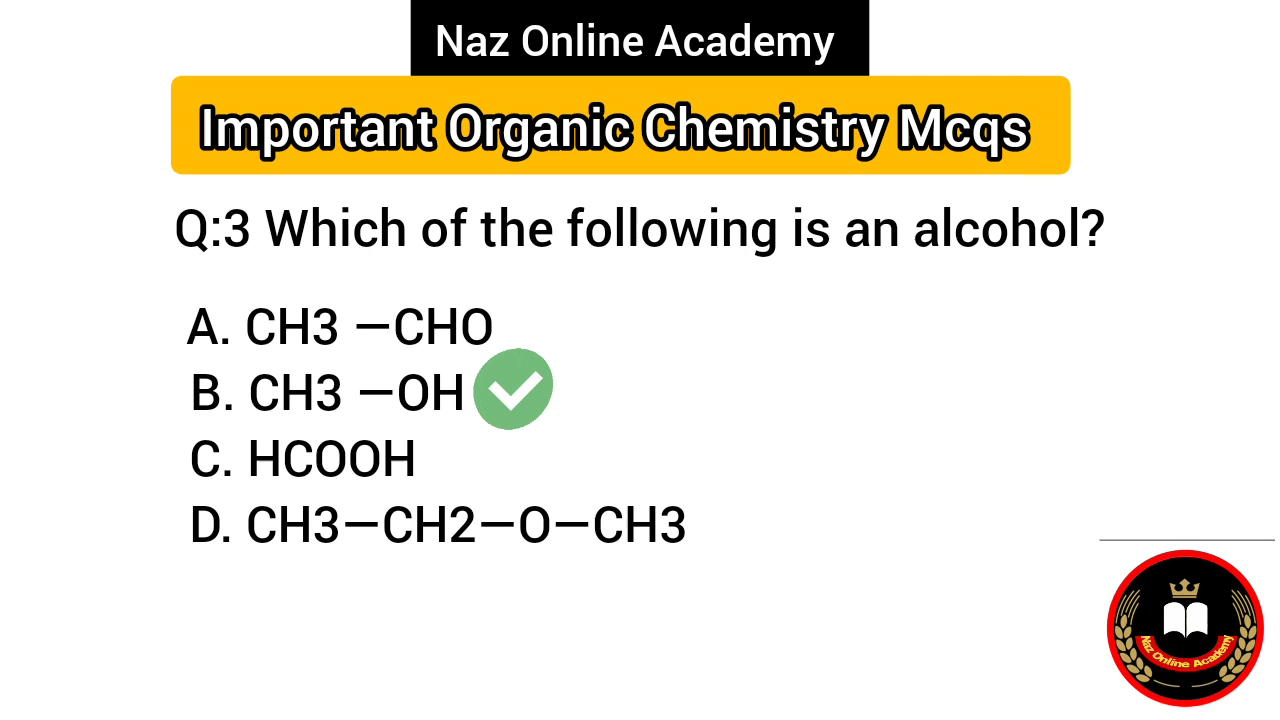 Naz Online Academy
Important Organic Chemistry Mcqs
Q:3 Which of the following is an alcohol?
A. CH3 —CHO
B. CH3 —OH
C. HCOOH
D. CH3—CH2—O—CH3
Naz Online Academy